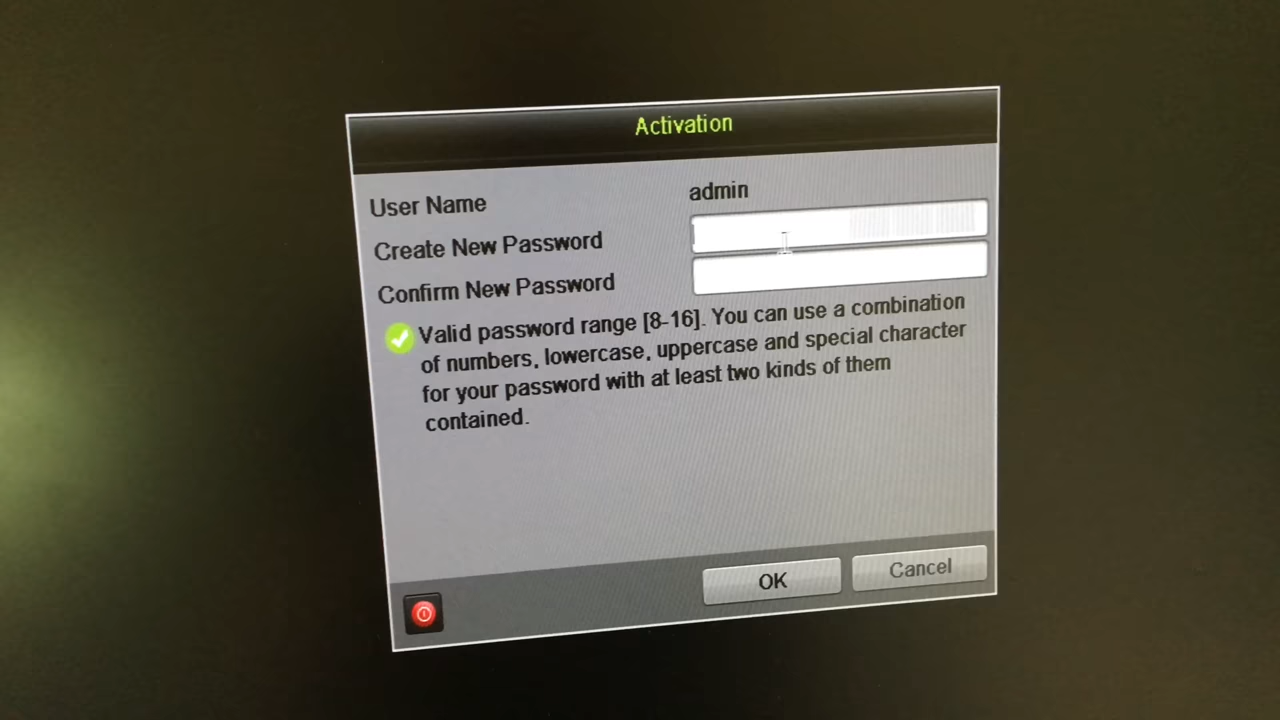 Activation
User Name admin
Create New Password
Confirm New Password
Valid password range [8-16]. You can use a combination
of numbers, lowercase, uppercase and special character
for your password with at least two kinds of them
contained.
OK Cancel